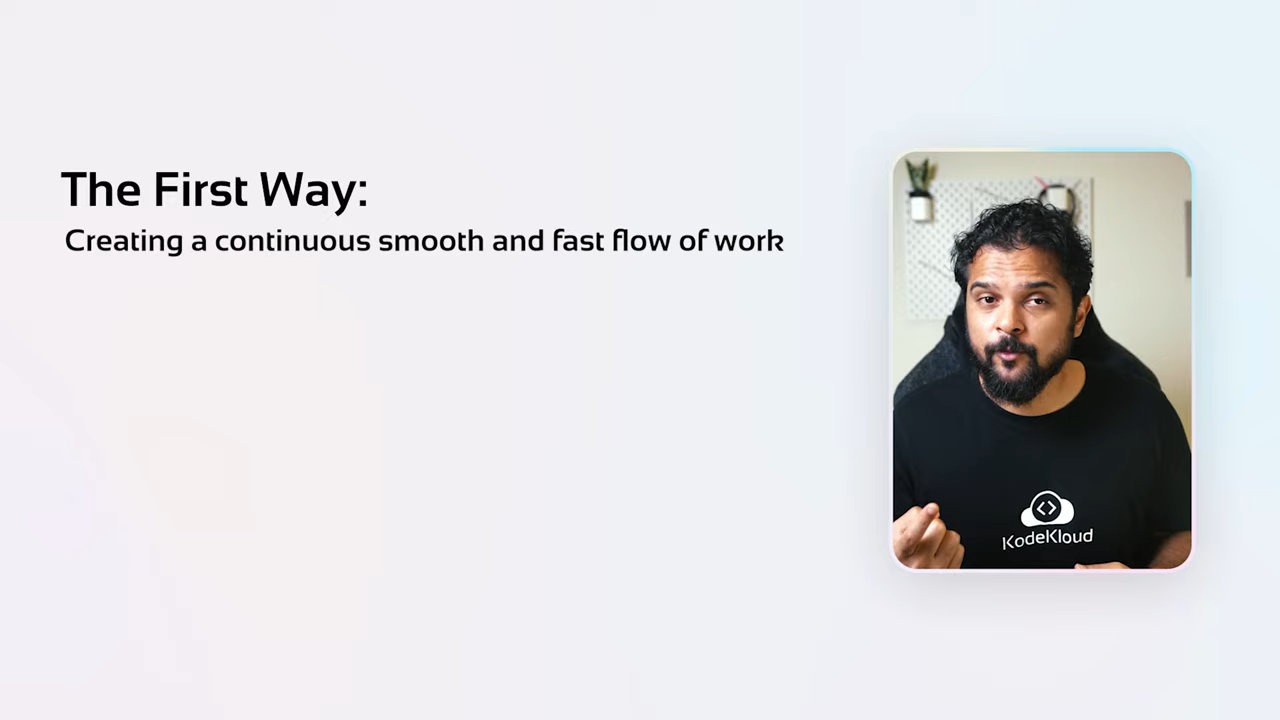 The First Way:
Creating a continuous smooth and fast flow of work
KodeKloud